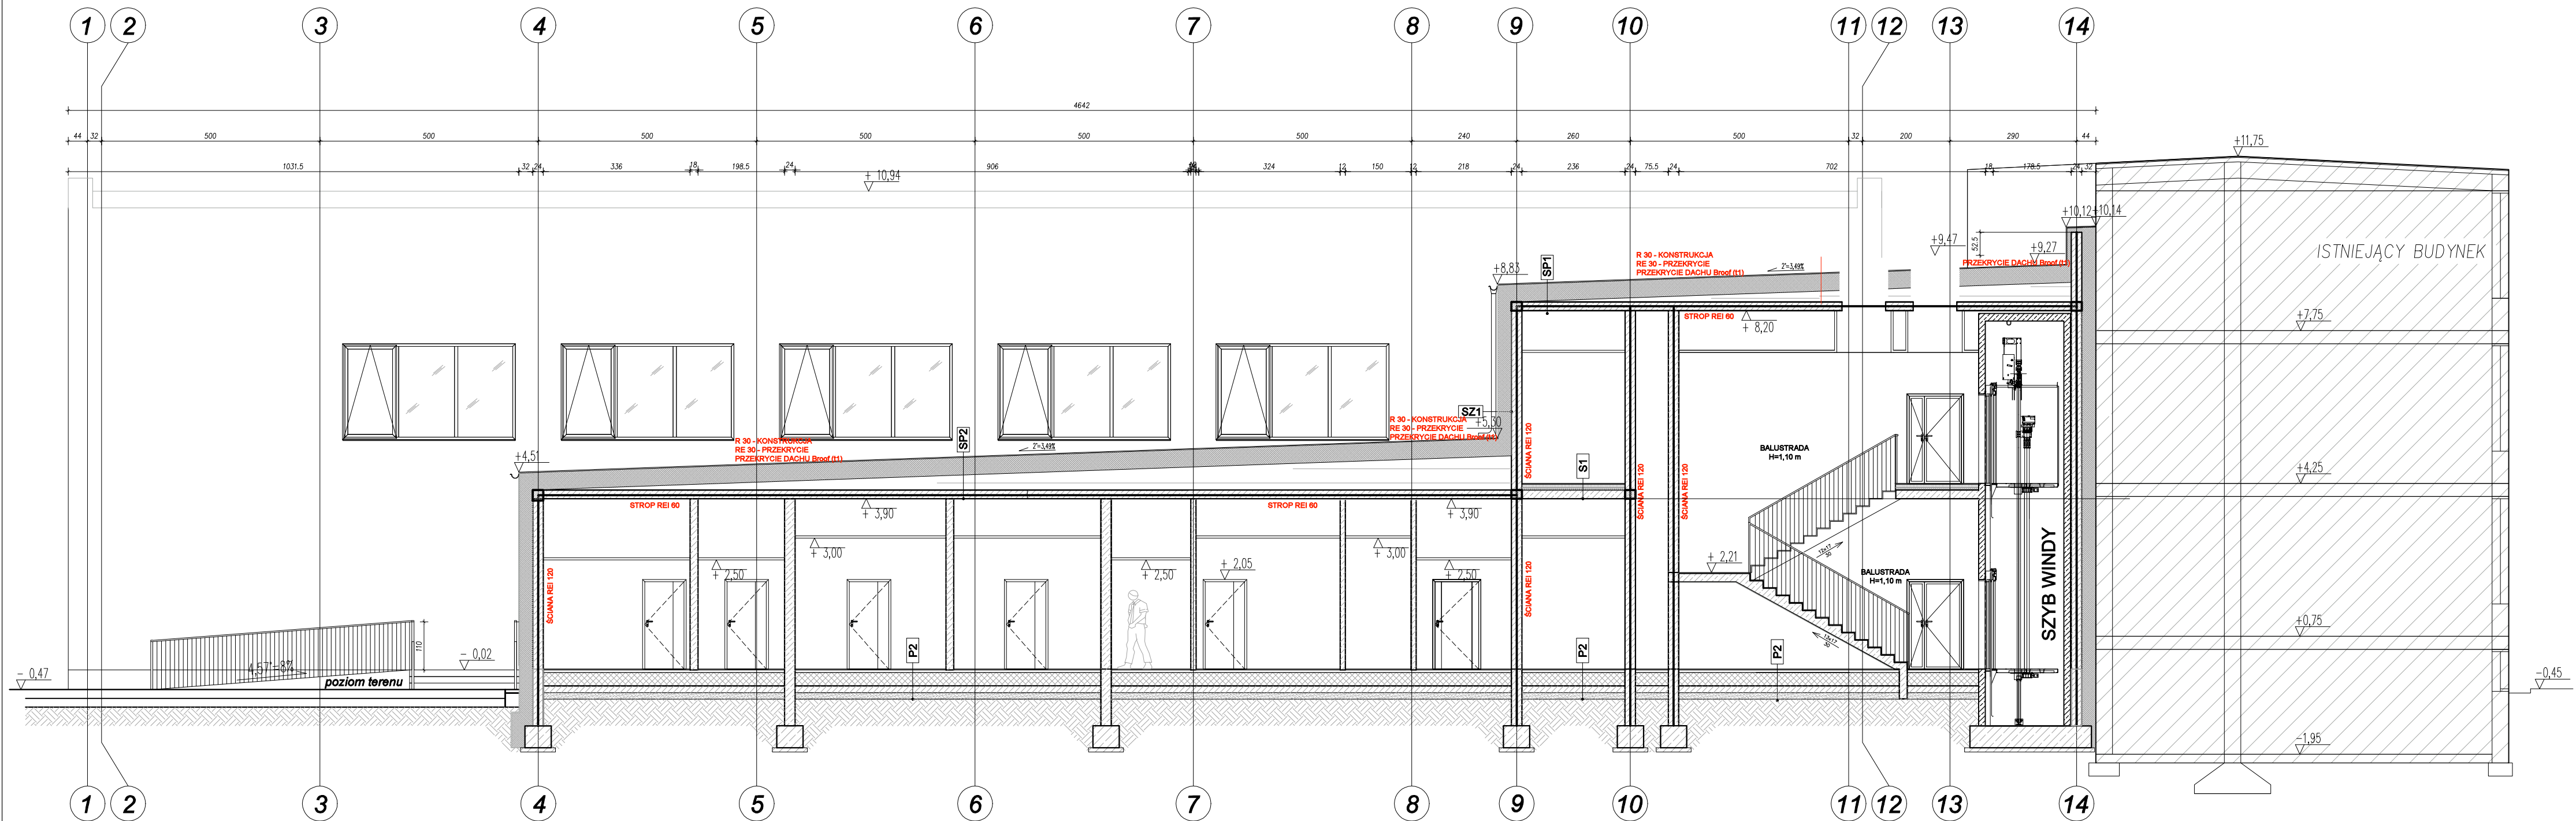 1 2 3 4 5 6 7 8 9 10 11 12 13 14
4642
44 32 500 500 500 500 500 500 240 260 500 32 200 290 44
1031.5 32 24 336 18 198.5 24 906 324 12 150 12 218 24 236 24 75.5 24 702 18 178.5 24 32
+11,75
+ 10,94
+10,12 +10,14
52.5
+9,47
+9,27
ISTNIEJĄCY BUDYNEK
R 30 - KONSTRUKCJA
RE 30 - PRZEKRYCIE
PRZEKRYCIE DACHU Broof (t1)
2°=3,49%
PRZEKRYCIE DACHU Broof (t1)
+8,83
SP1
STROP REI 60
+ 8,20
+7,75
SZ1
R 30 - KONSTRUKCJA
RE 30 - PRZEKRYCIE
PRZEKRYCIE DACHU Broof (t1)
+5,30
R 30 - KONSTRUKCJA
RE 30 - PRZEKRYCIE
PRZEKRYCIE DACHU Broof (t1)
SP2
2°=3,49%
+4,51
ŚCIANA REI 120
S1
ŚCIANA REI 120
ŚCIANA REI 120
BALUSTRADA
H=1,10 m
+4,25
STROP REI 60
+ 3,90
STROP REI 60
+ 3,90
+ 3,00
+ 3,00
+ 2,50
+ 2,50
+ 2,05
+ 2,50
+ 2,21
12x17
30
BALUSTRADA
H=1,10 m
SZYB WINDY
ŚCIANA REI 120
ŚCIANA REI 120
+0,75
13x17
30
P2
P2
P2
110
4,57°=8%
- 0,02
poziom terenu
- 0,47
-0,45
-1,95
1 2 3 4 5 6 7 8 9 10 11 12 13 14